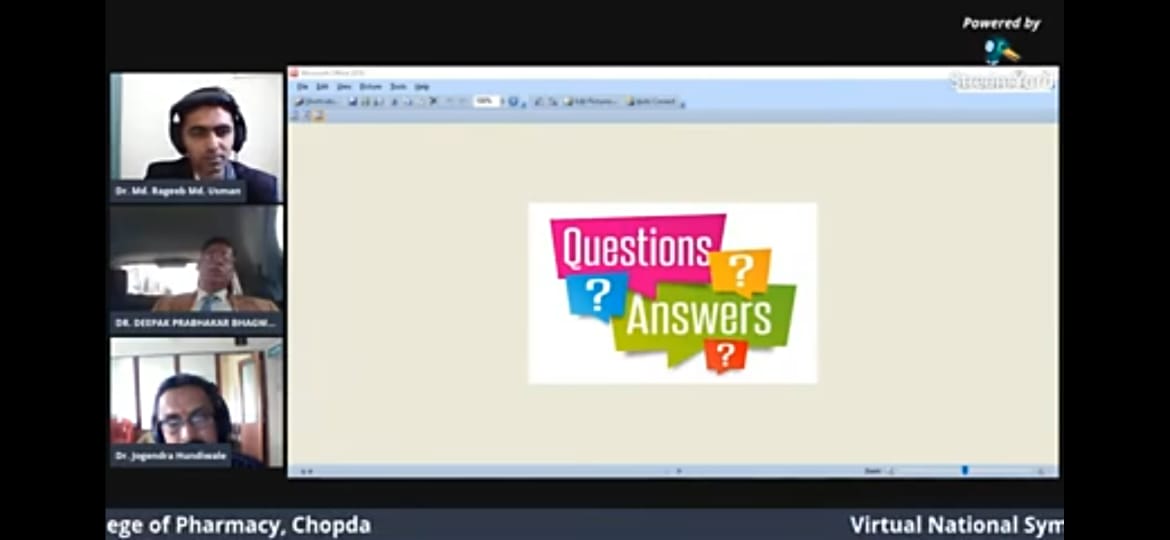 Powered by
StreamYard
Microsoft Office 2010
File Edit View Picture Tools Help
Shortcuts... 100% Edit Pictures... Auto Correct
Dr. Md. Rageeb Md. Usman
DR. DEEPAK PRABHAKAR BHAGW...
Dr. Jogendra Hundiwale
Questions
?
?
Answers
?
Zoom
ege of Pharmacy, Chopda
Virtual National Sym